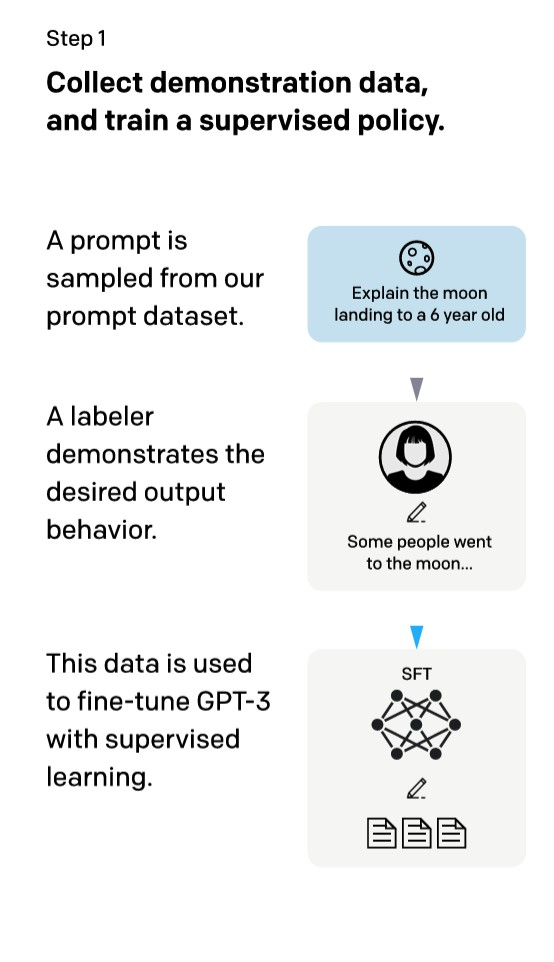 Step 1
Collect demonstration data,
and train a supervised policy.
A prompt is
sampled from our
prompt dataset.
Explain the moon
landing to a 6 year old
A labeler
demonstrates the
desired output
behavior.
Some people went
to the moon...
This data is used
to fine-tune GPT-3
with supervised
learning.
SFT